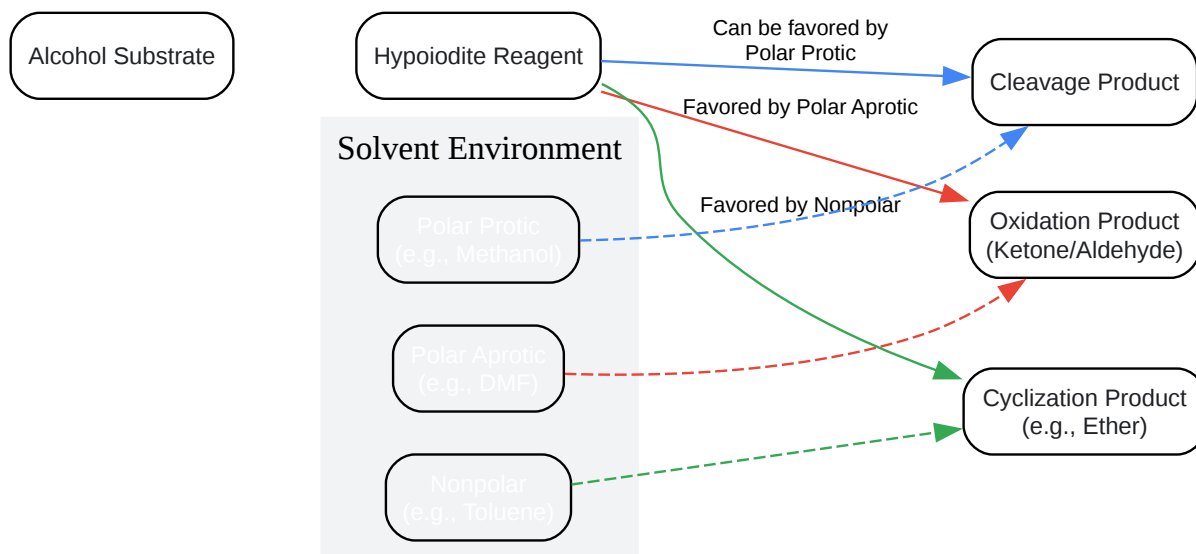 Alcohol Substrate
Hypoiodite Reagent
Can be favored by
Polar Protic
Cleavage Product
Favored by Polar Aprotic
Solvent Environment
Favored by Nonpolar
Polar Protic
(e.g., Methanol)
Oxidation Product
(Ketone/Aldehyde)
Polar Aprotic
(e.g., DMF)
Cyclization Product
(e.g., Ether)
Nonpolar
(e.g., Toluene)